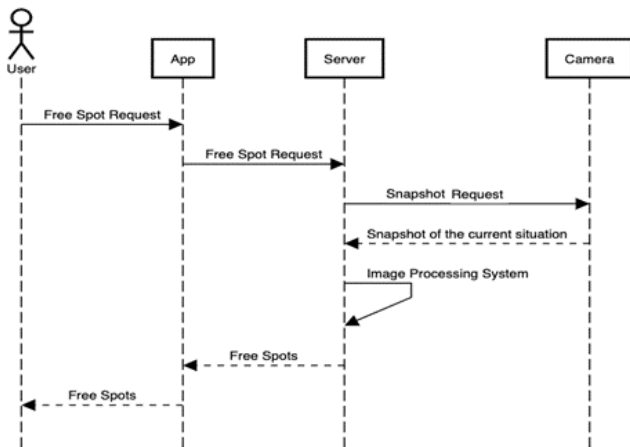 User
App
Server
Camera
Free Spot Request
Free Spot Request
Snapshot Request
Snapshot of the current situation
Image Processing System
Free Spots
Free Spots